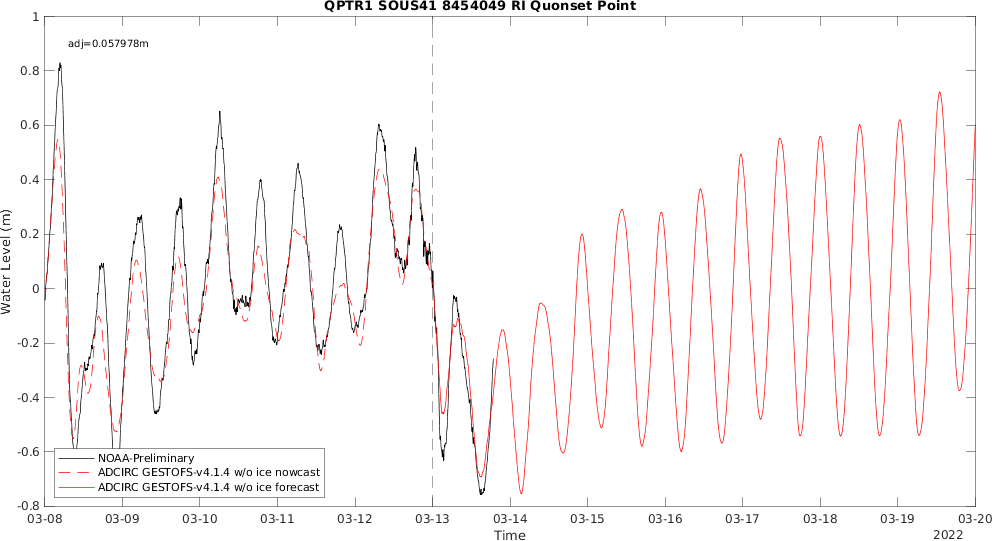 QPTR1 SOUS41 8454049 RI Quonset Point
adj=0.057978m
1
0.8
0.6
0.4
0.2
0
-0.2
-0.4
-0.6
-0.8
Water Level (m)
NOAA-Preliminary
ADCIRC GESTOFS-v4.1.4 w/o ice nowcast
ADCIRC GESTOFS-v4.1.4 w/o ice forecast
03-08 03-09 03-10 03-11 03-12 03-13 03-14 03-15 03-16 03-17 03-18 03-19 03-20
Time
2022